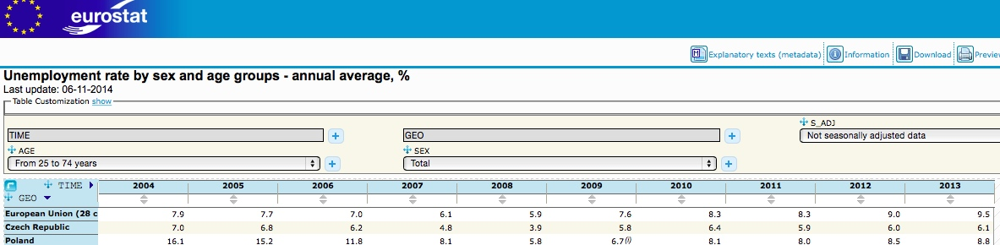 eurostat
Explanatory texts (metadata) Information Download Preview
Unemployment rate by sex and age groups - annual average, %
Last update: 06-11-2014
Table Customization show
S_ADJ
TIME + GEO + Not seasonally adjusted data
AGE SEX
From 25 to 74 years + Total +
TIME 2004 2005 2006 2007 2008 2009 2010 2011 2012 2013
GEO
European Union (28 c 7.9 7.7 7.0 6.1 5.9 7.6 8.3 8.3 9.0 9.5
Czech Republic 7.0 6.8 6.2 4.8 3.9 5.8 6.4 5.9 6.0 6.1
Poland 16.1 15.2 11.8 8.1 5.8 6.7(i) 8.1 8.0 8.5 8.8